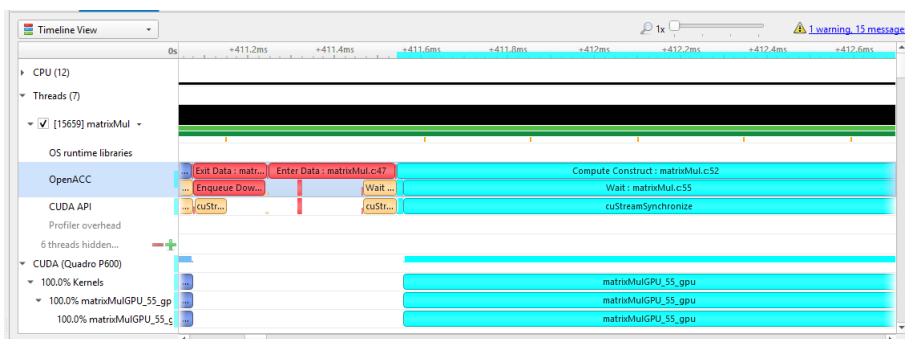 Timeline View
1x
1 warning, 15 message
0s +411.2ms +411.4ms +411.6ms +411.8ms +412ms +412.2ms +412.4ms +412.6ms
CPU (12)
Threads (7)
[15659] matrixMul
OS runtime libraries
OpenACC
... Exit Data : matr... Enter Data : matrixMul.c:47 Compute Construct : matrixMul.c:52
... Enqueue Dow... Wait ... Wait : matrixMul.c:55
CUDA API ... cuStr... cuStr... cuStreamSynchronize
Profiler overhead
6 threads hidden...
CUDA (Quadro P600)
100.0% Kernels ... matrixMulGPU_55_gpu
100.0% matrixMulGPU_55_gp ... matrixMulGPU_55_gpu
100.0% matrixMulGPU_55_g ... matrixMulGPU_55_gpu